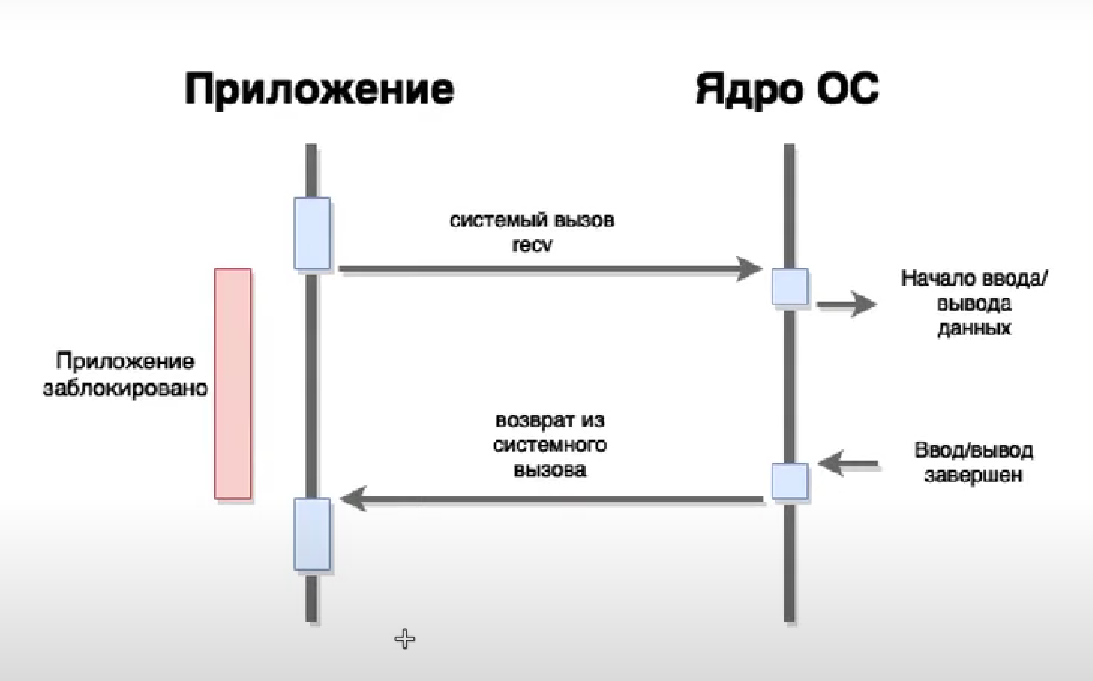 Приложение
Ядро ОС
системый вызов
recv
Начало ввода/
вывода
данных
Приложение
заблокировано
возврат из
системного
вызова
Ввод/вывод
завершен